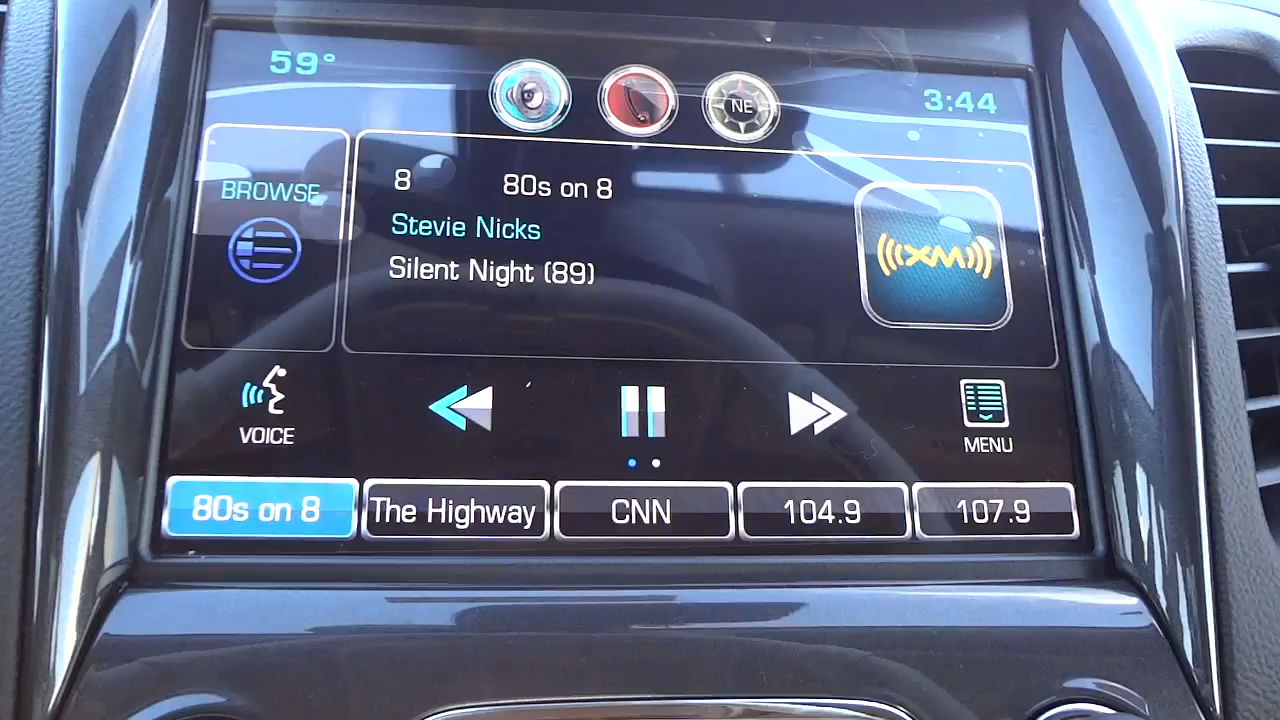 59°
NE
3:44
BROWSE
8 80s on 8
Stevie Nicks
Silent Night (89)
((((XM))))
VOICE
MENU
80s on 8 The Highway CNN 104.9 107.9